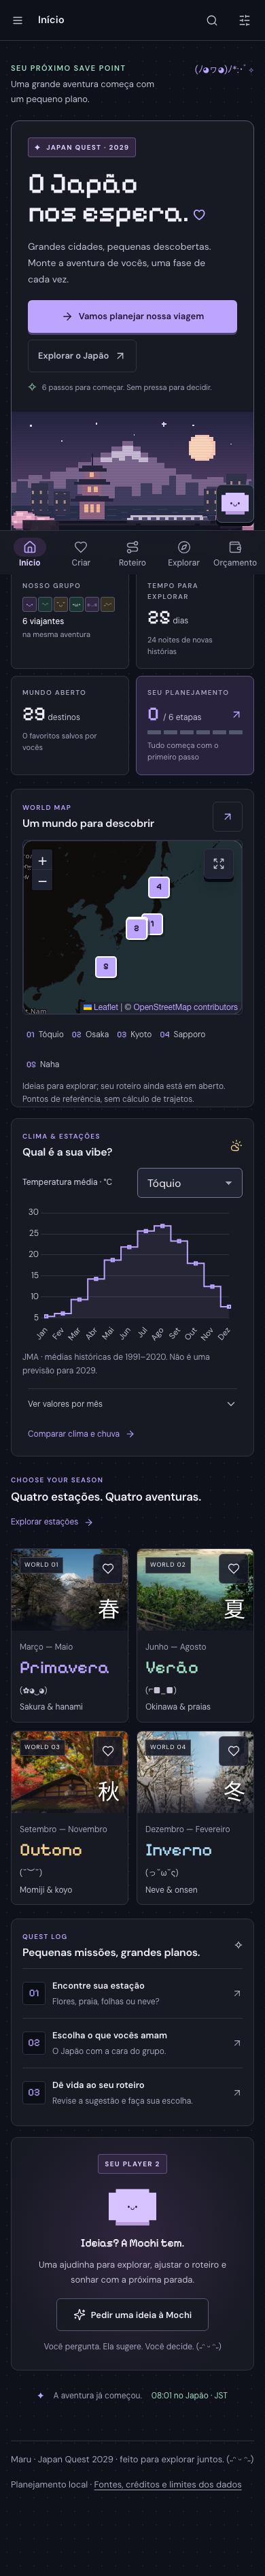 Início
SEU PRÓXIMO SAVE POINT
Uma grande aventura começa com
um pequeno plano.
JAPAN QUEST · 2029
O Japão
nos espera.
Grandes cidades, pequenas descobertas.
Monte a aventura de vocês, uma fase
de cada vez.
Vamos planejar nossa viagem
Explorar o Japão
6 passos para começar. Sem pressa para decidir.
Início
Criar
Roteiro
Explorar
Orçamento
NOSSO GRUPO
6 viajantes
na mesma aventura
TEMPO PARA
EXPLORAR
25 dias
24 noites de novas
histórias
MUNDO ABERTO
29 destinos
0 favoritos salvos por
vocês
SEU PLANEJAMENTO
0 / 6 etapas
Tudo começa com o
primeiro passo
WORLD MAP
Um mundo para descobrir
+
−
4
1
2
5
Leaflet | © OpenStreetMap contributors
01 Tóquio 02 Osaka 03 Kyoto 04 Sapporo
05 Naha
Ideias para explorar; seu roteiro ainda está em aberto.
Pontos de referência, sem cálculo de trajetos.
CLIMA & ESTAÇÕES
Qual é a sua vibe?
Temperatura média · °C
Tóquio
30
25
20
15
10
5
Jan Fev Mar Abr Mai Jun Jul Ago Set Out Nov Dez
JMA · médias históricas de 1991–2020. Não é uma
previsão para 2029.
Ver valores por mês
Comparar clima e chuva
CHOOSE YOUR SEASON
Quatro estações. Quatro aventuras.
Explorar estações
WORLD 01
春
Março — Maio
Primavera
Sakura & hanami
WORLD 02
夏
Junho — Agosto
Verão
Okinawa & praias
WORLD 03
秋
Setembro — Novembro
Outono
Momiji & koyo
WORLD 04
冬
Dezembro — Fevereiro
Inverno
Neve & onsen
QUEST LOG
Pequenas missões, grandes planos.
01 Encontre sua estação
Flores, praia, folhas ou neve?
02 Escolha o que vocês amam
O Japão com a cara do grupo.
03 Dê vida ao seu roteiro
Revise a sugestão e faça sua escolha.
SEU PLAYER 2
Ideias? A Mochi tem.
Uma ajudinha para explorar, ajustar o roteiro e
sonhar com a próxima parada.
Pedir uma ideia à Mochi
Você pergunta. Ela sugere. Você decide.
A aventura já começou. 08:01 no Japão · JST
Maru · Japan Quest 2029 · feito para explorar juntos.
Planejamento local · Fontes, créditos e limites dos dados